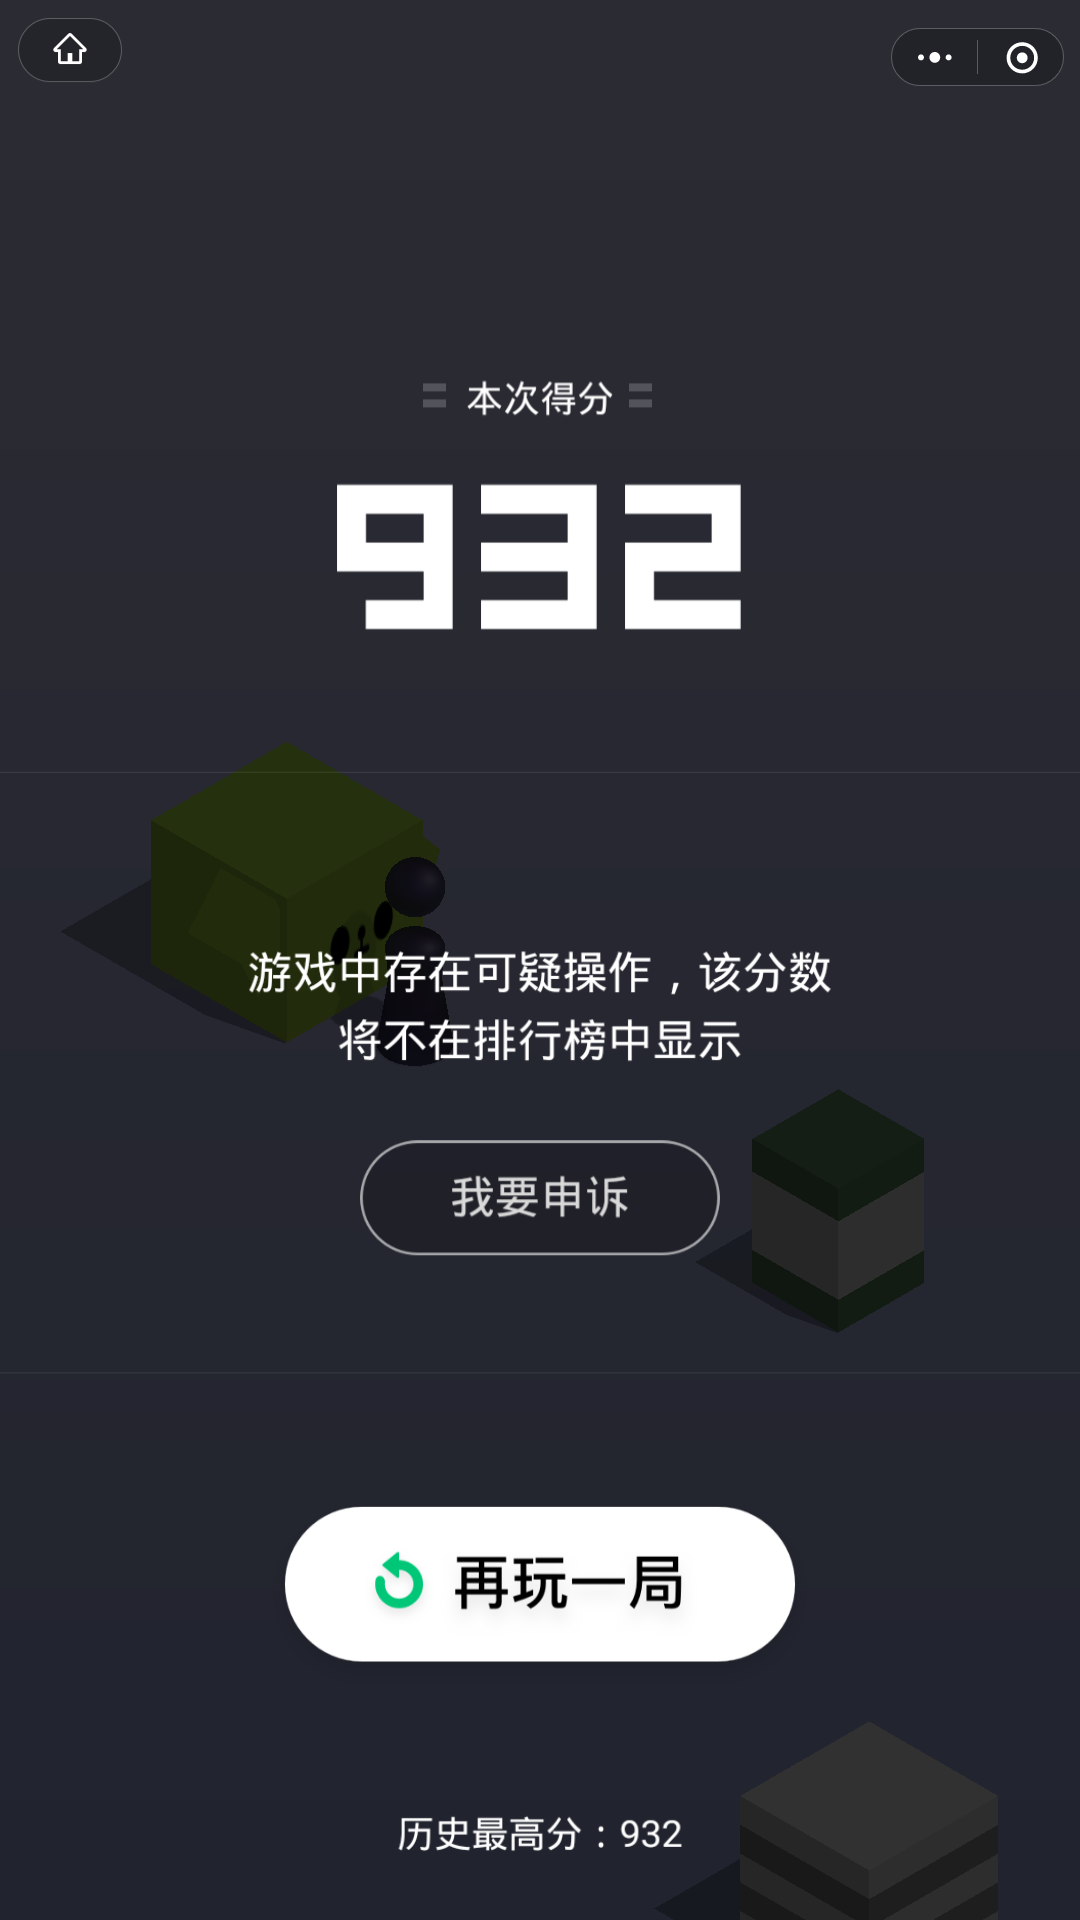 本次得分
932
游戏中存在可疑操作，该分数
将不在排行榜中显示
我要申诉
再玩一局
历史最高分：932